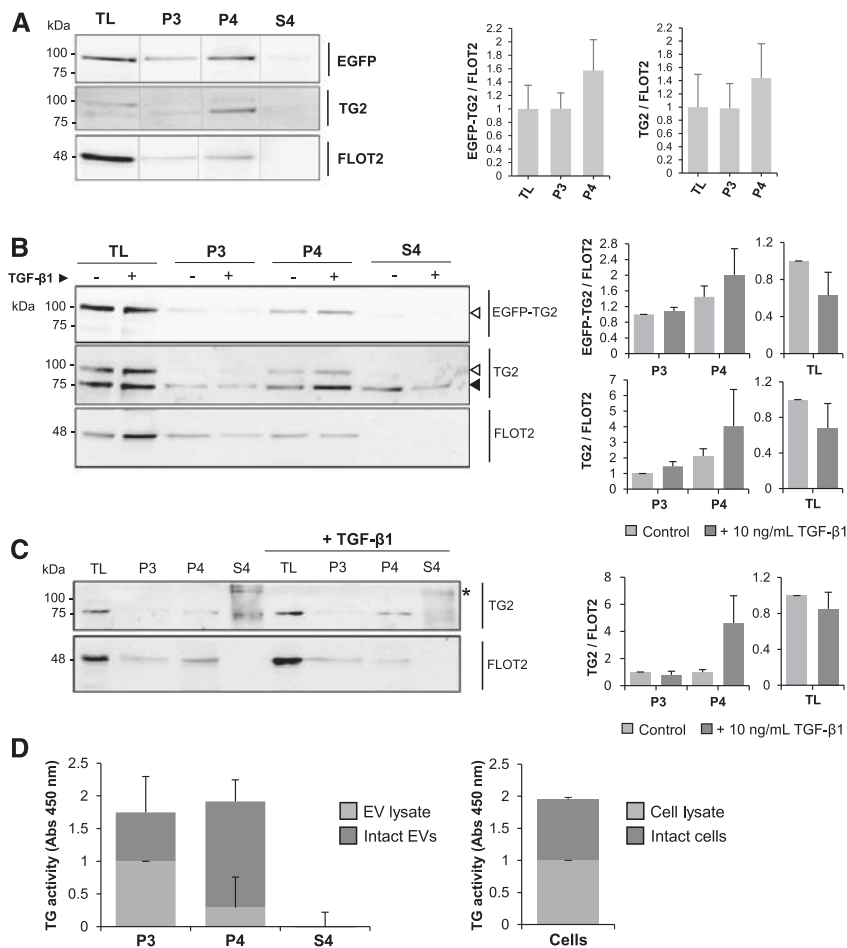 A
kDa
TL P3 P4 S4
100
75
EGFP
100
75
TG2
48
FLOT2
EGFP-TG2 / FLOT2
2.2
2
1.8
1.6
1.4
1.2
1
0.8
0.6
0.4
0.2
0
TL P3 P4
TG2 / FLOT2
2.2
2
1.8
1.6
1.4
1.2
1
0.8
0.6
0.4
0.2
0
TL P3 P4
B
TL P3 P4 S4
TGF-β1 ► - + - + - + - +
kDa
100
75
EGFP-TG2
100
75
TG2
48
FLOT2
EGFP-TG2 / FLOT2
2.8
2.4
2
1.6
1.2
0.8
0.4
0
P3 P4
1.2
0.8
0.4
0
TL
TG2 / FLOT2
7
6
5
4
3
2
1
0
P3 P4
1.2
0.8
0.4
0
TL
Control + 10 ng/mL TGF-β1
C
+ TGF-β1
kDa TL P3 P4 S4 TL P3 P4 S4
100
75
*
TG2
48
FLOT2
TG2 / FLOT2
8
6
4
2
0
P3 P4
1.2
0.8
0.4
0
TL
Control + 10 ng/mL TGF-β1
D
TG activity (Abs 450 nm)
2.5
2
1.5
1
0.5
0
P3 P4 S4
EV lysate
Intact EVs
TG activity (Abs 450 nm)
2.5
2
1.5
1
0.5
0
Cells
Cell lysate
Intact cells